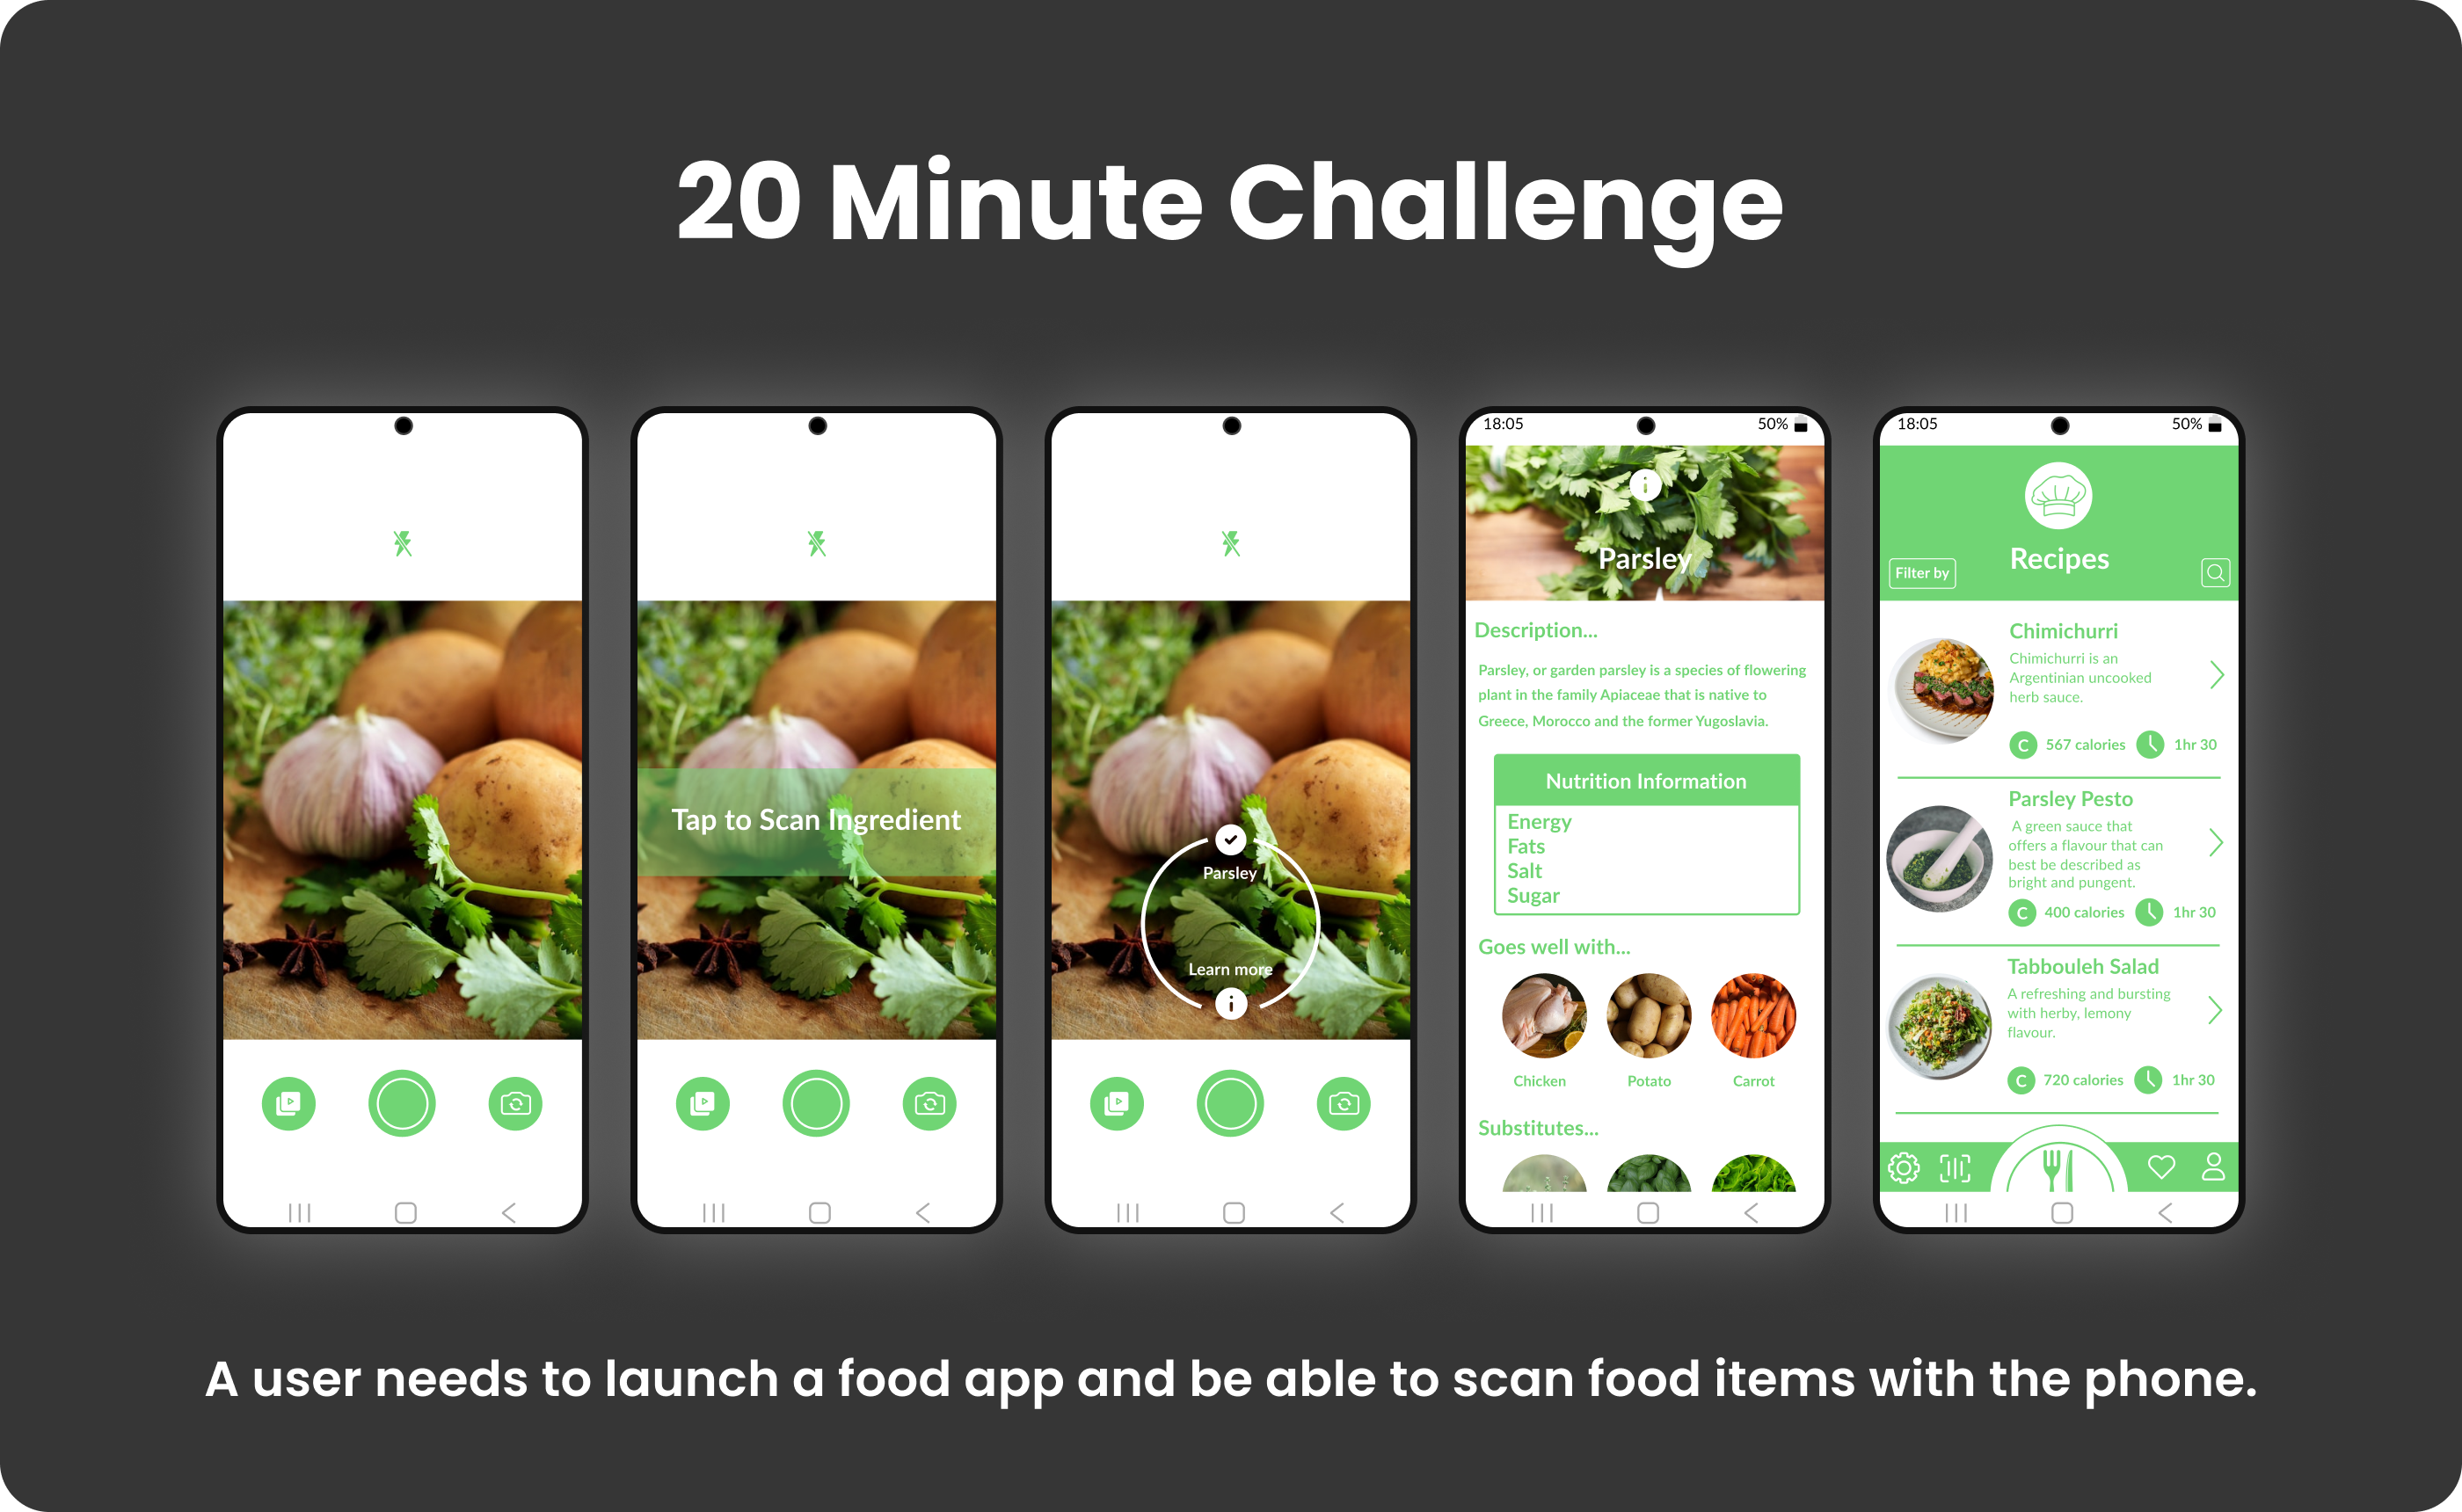 20 Minute Challenge
Tap to Scan Ingredient
Parsley
Learn more
18:05
50%
Parsley
Description...
Parsley, or garden parsley is a species of flowering
plant in the family Apiaceae that is native to
Greece, Morocco and the former Yugoslavia.
Nutrition Information
Energy
Fats
Salt
Sugar
Goes well with...
Chicken Potato Carrot
Substitutes...
18:05
50%
Recipes
Filter by
Chimichurri
Chimichurri is an
Argentinian uncooked
herb sauce.
C 567 calories 1hr 30
Parsley Pesto
A green sauce that
offers a flavour that can
best be described as
bright and pungent.
C 400 calories 1hr 30
Tabbouleh Salad
A refreshing and bursting
with herby, lemony
flavour.
C 720 calories 1hr 30
A user needs to launch a food app and be able to scan food items with the phone.